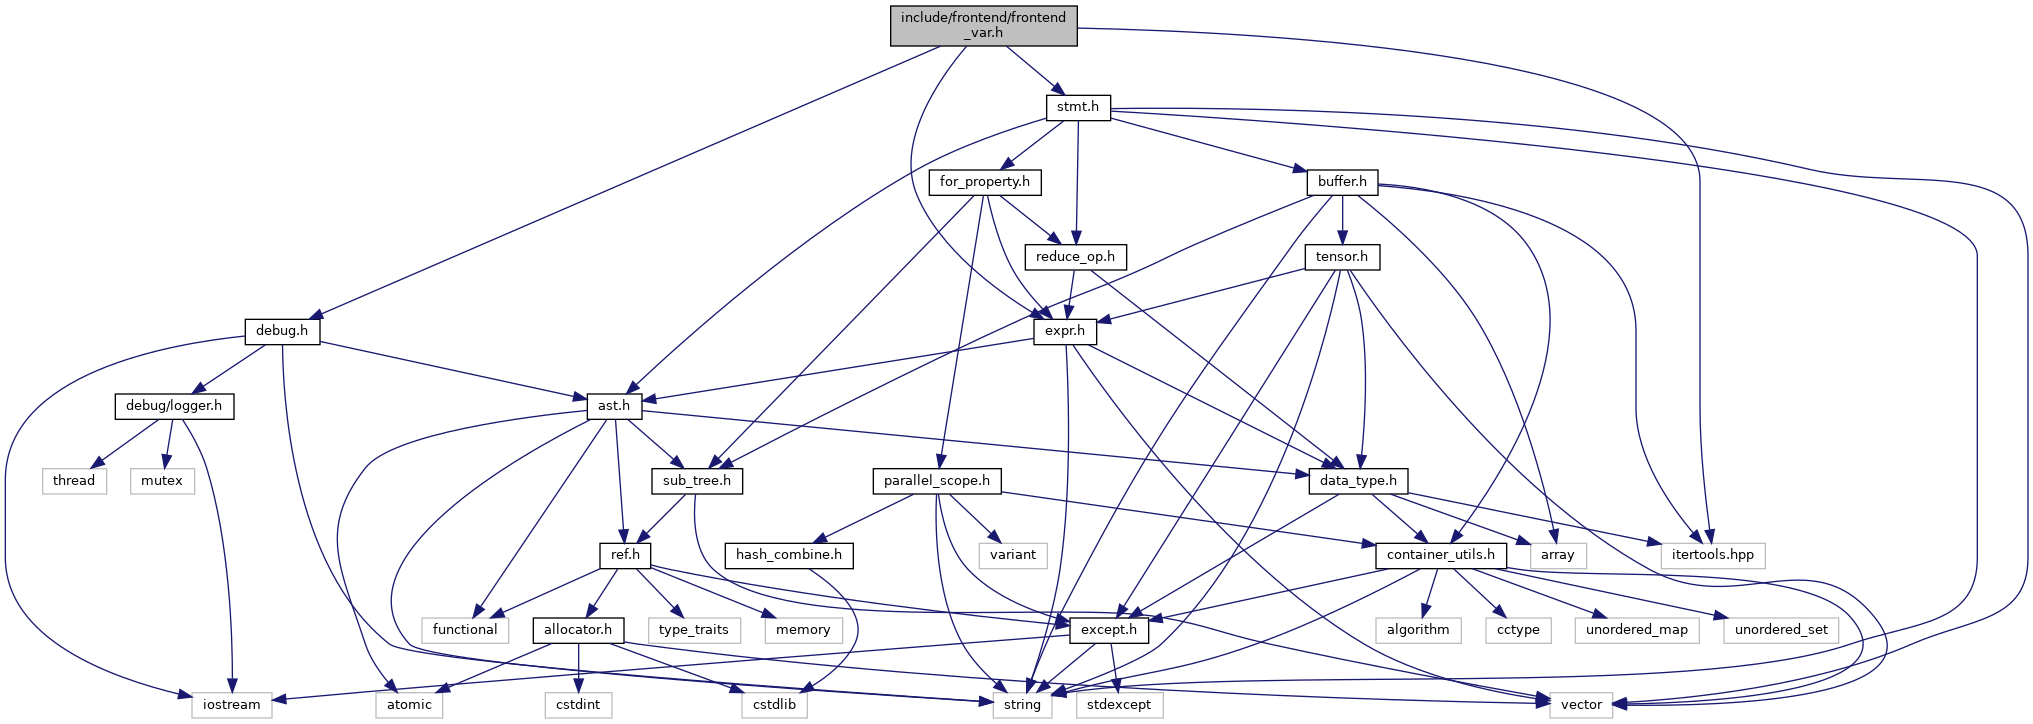 include/frontend/frontend
_var.h
stmt.h
for_property.h
buffer.h
reduce_op.h
tensor.h
debug.h
expr.h
debug/logger.h
ast.h
thread
mutex
sub_tree.h
parallel_scope.h
data_type.h
ref.h
hash_combine.h
variant
container_utils.h
array
itertools.hpp
functional
allocator.h
type_traits
memory
except.h
algorithm
cctype
unordered_map
unordered_set
iostream
atomic
cstdint
cstdlib
string
stdexcept
vector